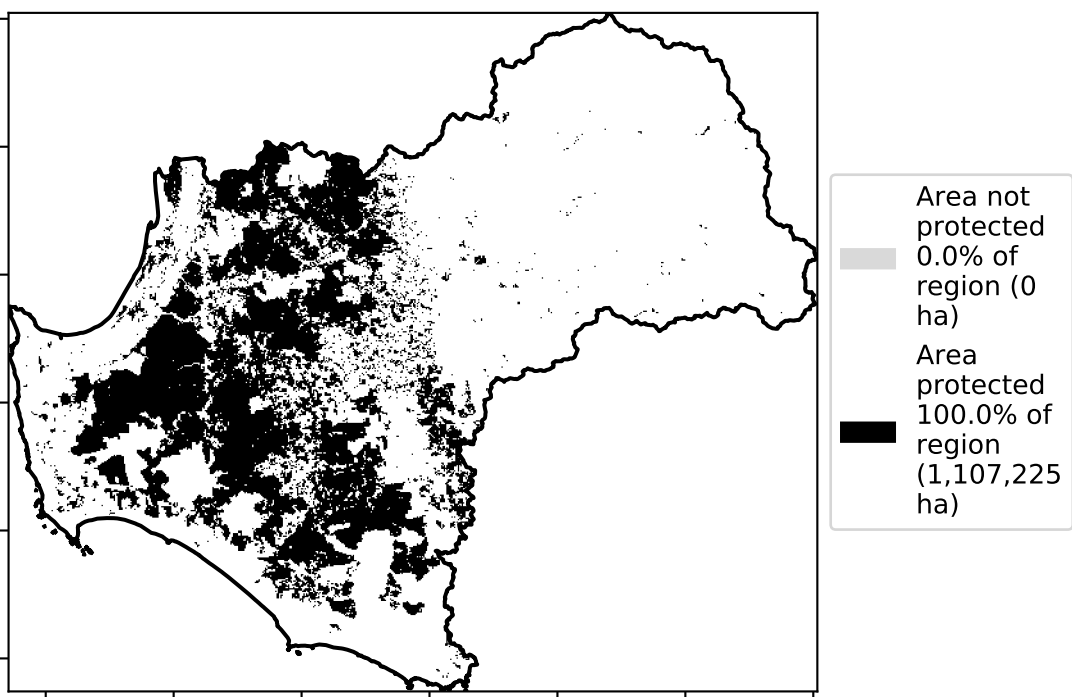 Area not
protected
0.0% of
region (0
ha)
Area
protected
100.0% of
region
(1,107,225
ha)